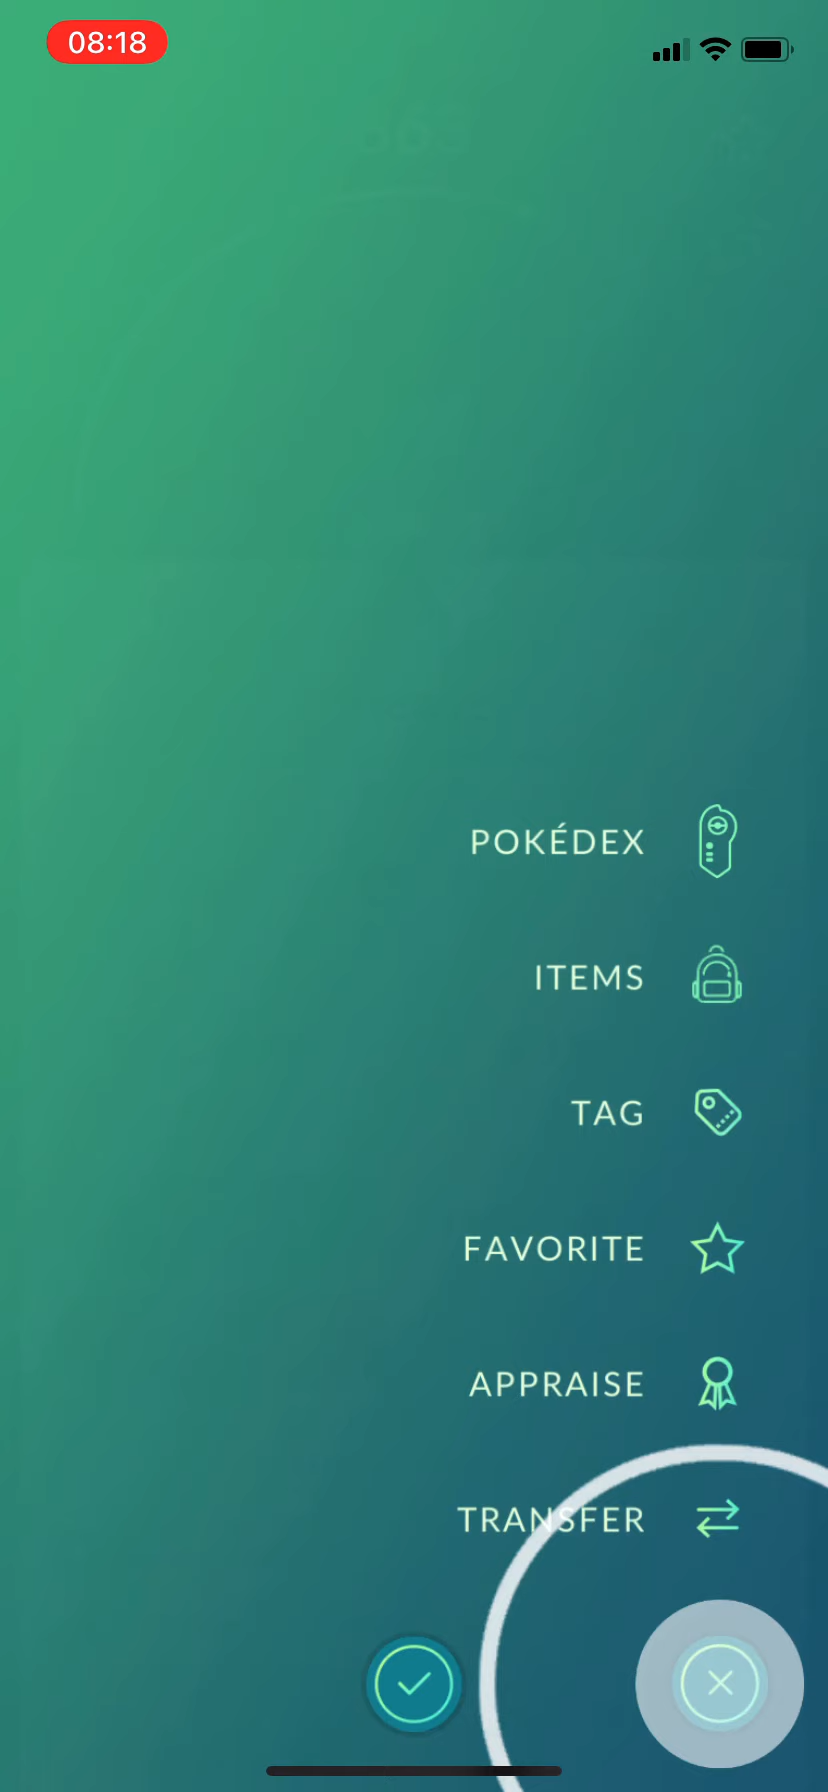 08:18
POKÉDEX
ITEMS
TAG
FAVORITE
APPRAISE
TRANSFER